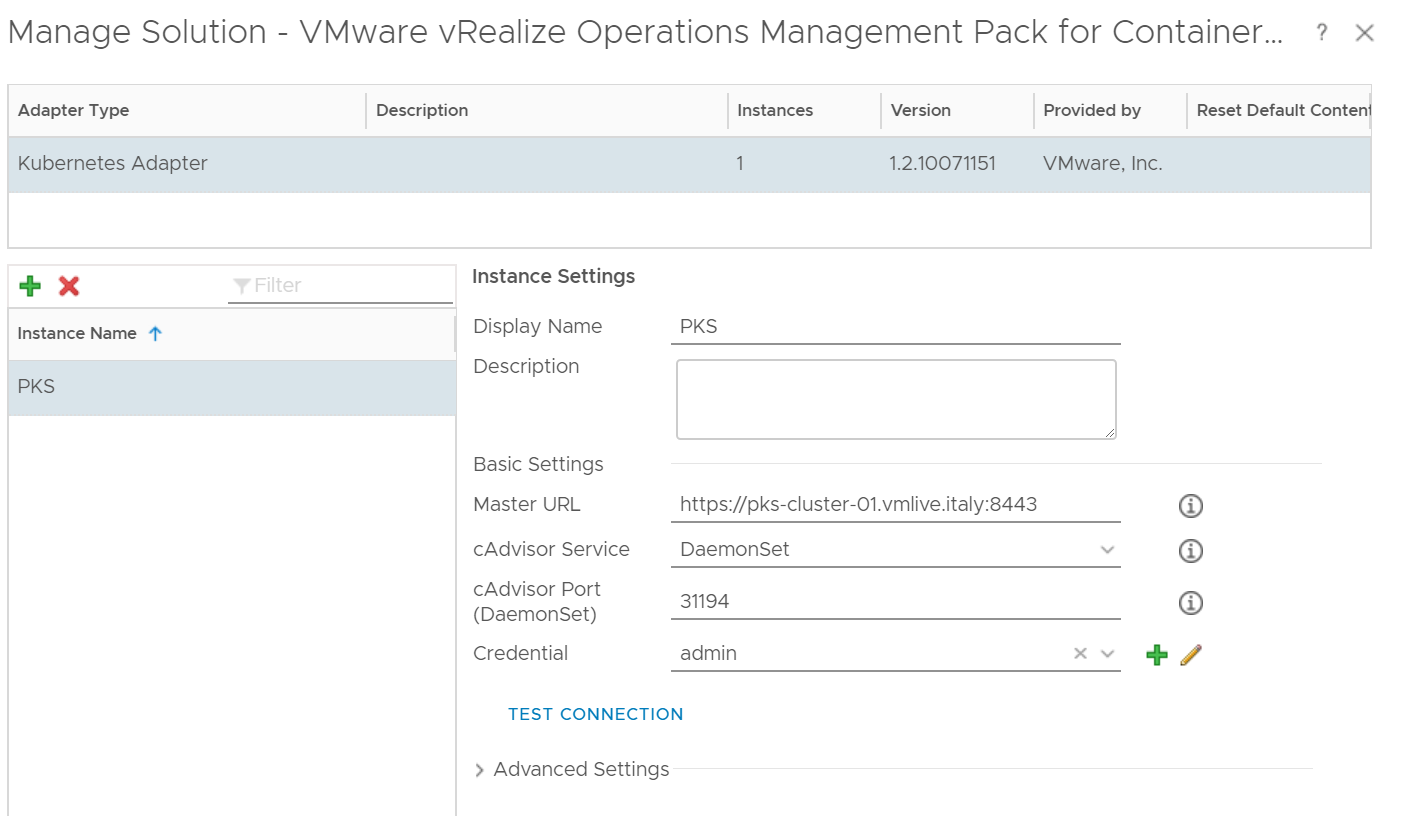 Manage Solution - VMware vRealize Operations Management Pack for Container...
?
Adapter Type Description Instances Version Provided by Reset Default Content
Kubernetes Adapter 1 1.2.10071151 VMware, Inc.
Filter
Instance Name
PKS
Instance Settings
Display Name PKS
Description
Basic Settings
Master URL https://pks-cluster-01.vmlive.italy:8443
cAdvisor Service DaemonSet
cAdvisor Port
(DaemonSet) 31194
Credential admin
TEST CONNECTION
Advanced Settings